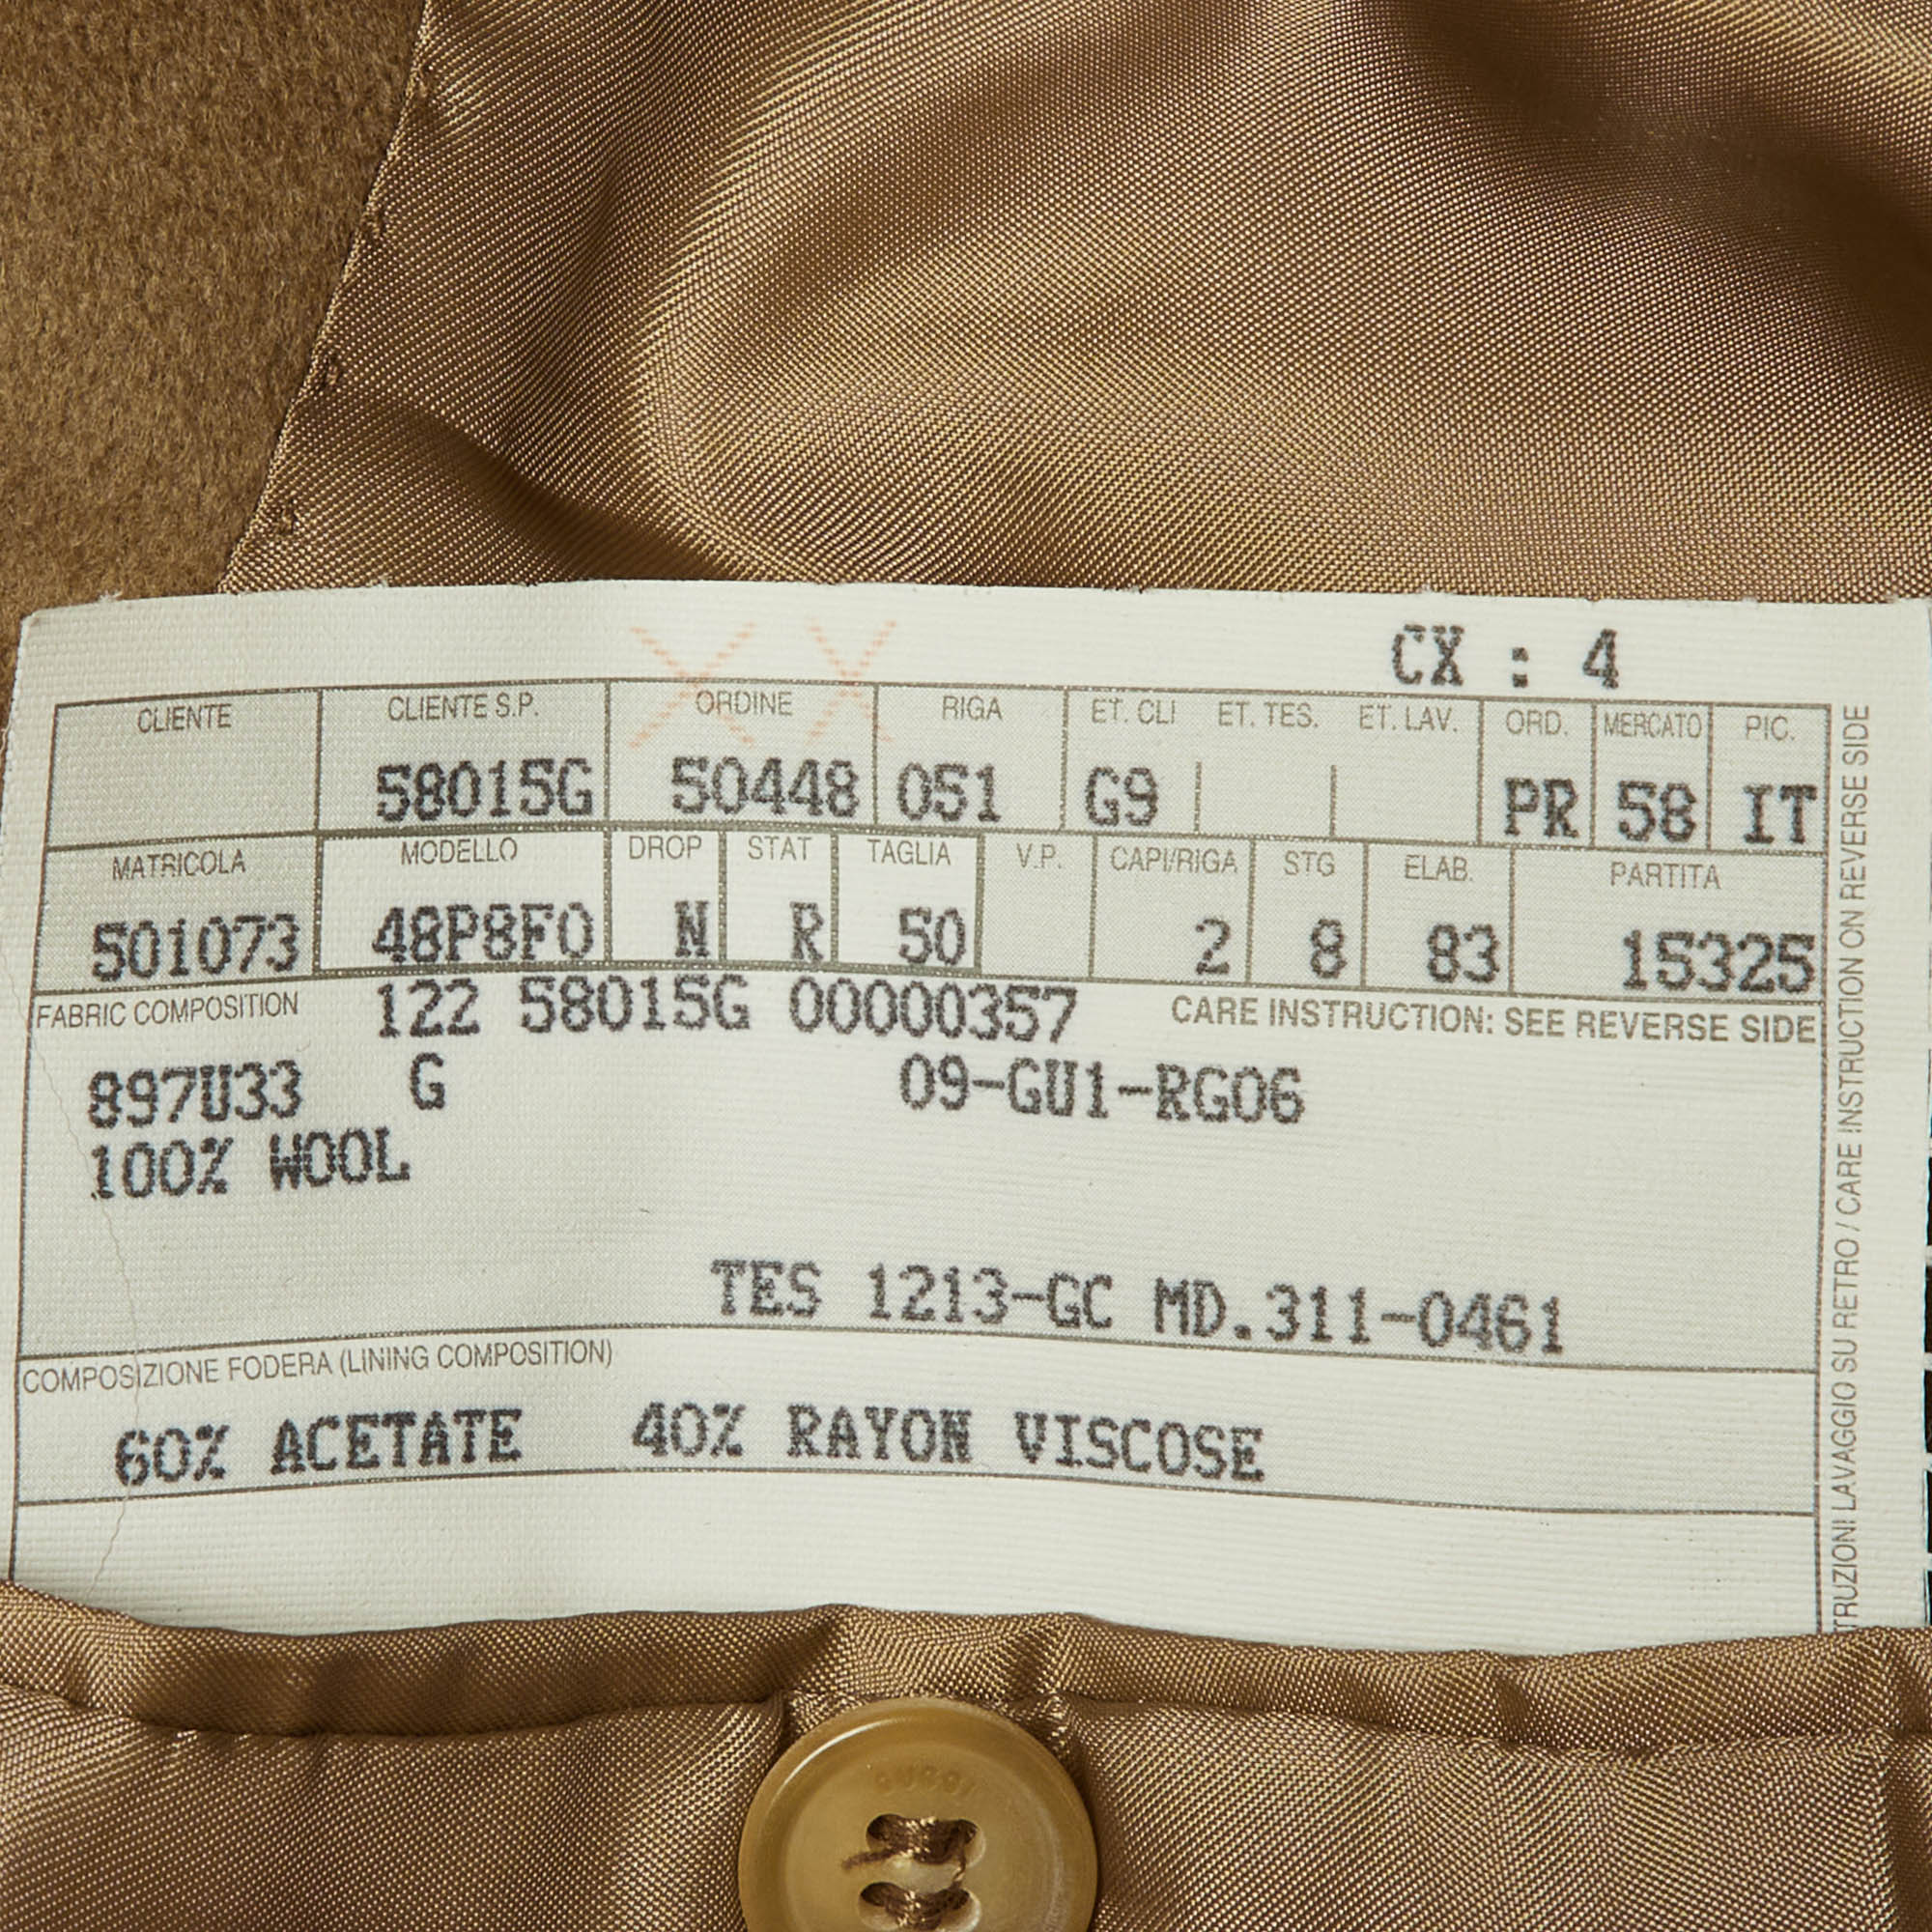 CX : 4
CLIENTE CLIENTE S.P. ORDINE RIGA ET. CLI ET. TES. ET. LAV. ORD. MERCATO PIC.
58015G 50448 051 G9 PR 58 IT
MATRICOLA MODELLO DROP STAT TAGLIA V.P. CAPI/RIGA STG ELAB. PARTITA
501073 48P8F0 N R 50 2 8 83 15325
FABRIC COMPOSITION 122 58015G 00000357 CARE INSTRUCTION: SEE REVERSE SIDE
897U33 G 09-GU1-RG06
100% WOOL
TES 1213-GC MD.311-0461
COMPOSIZIONE FODERA (LINING COMPOSITION)
60% ACETATE 40% RAYON VISCOSE
TRUZIONI LAVAGGIO SU RETRO / CARE INSTRUCTION ON REVERSE SIDE
GUCCI